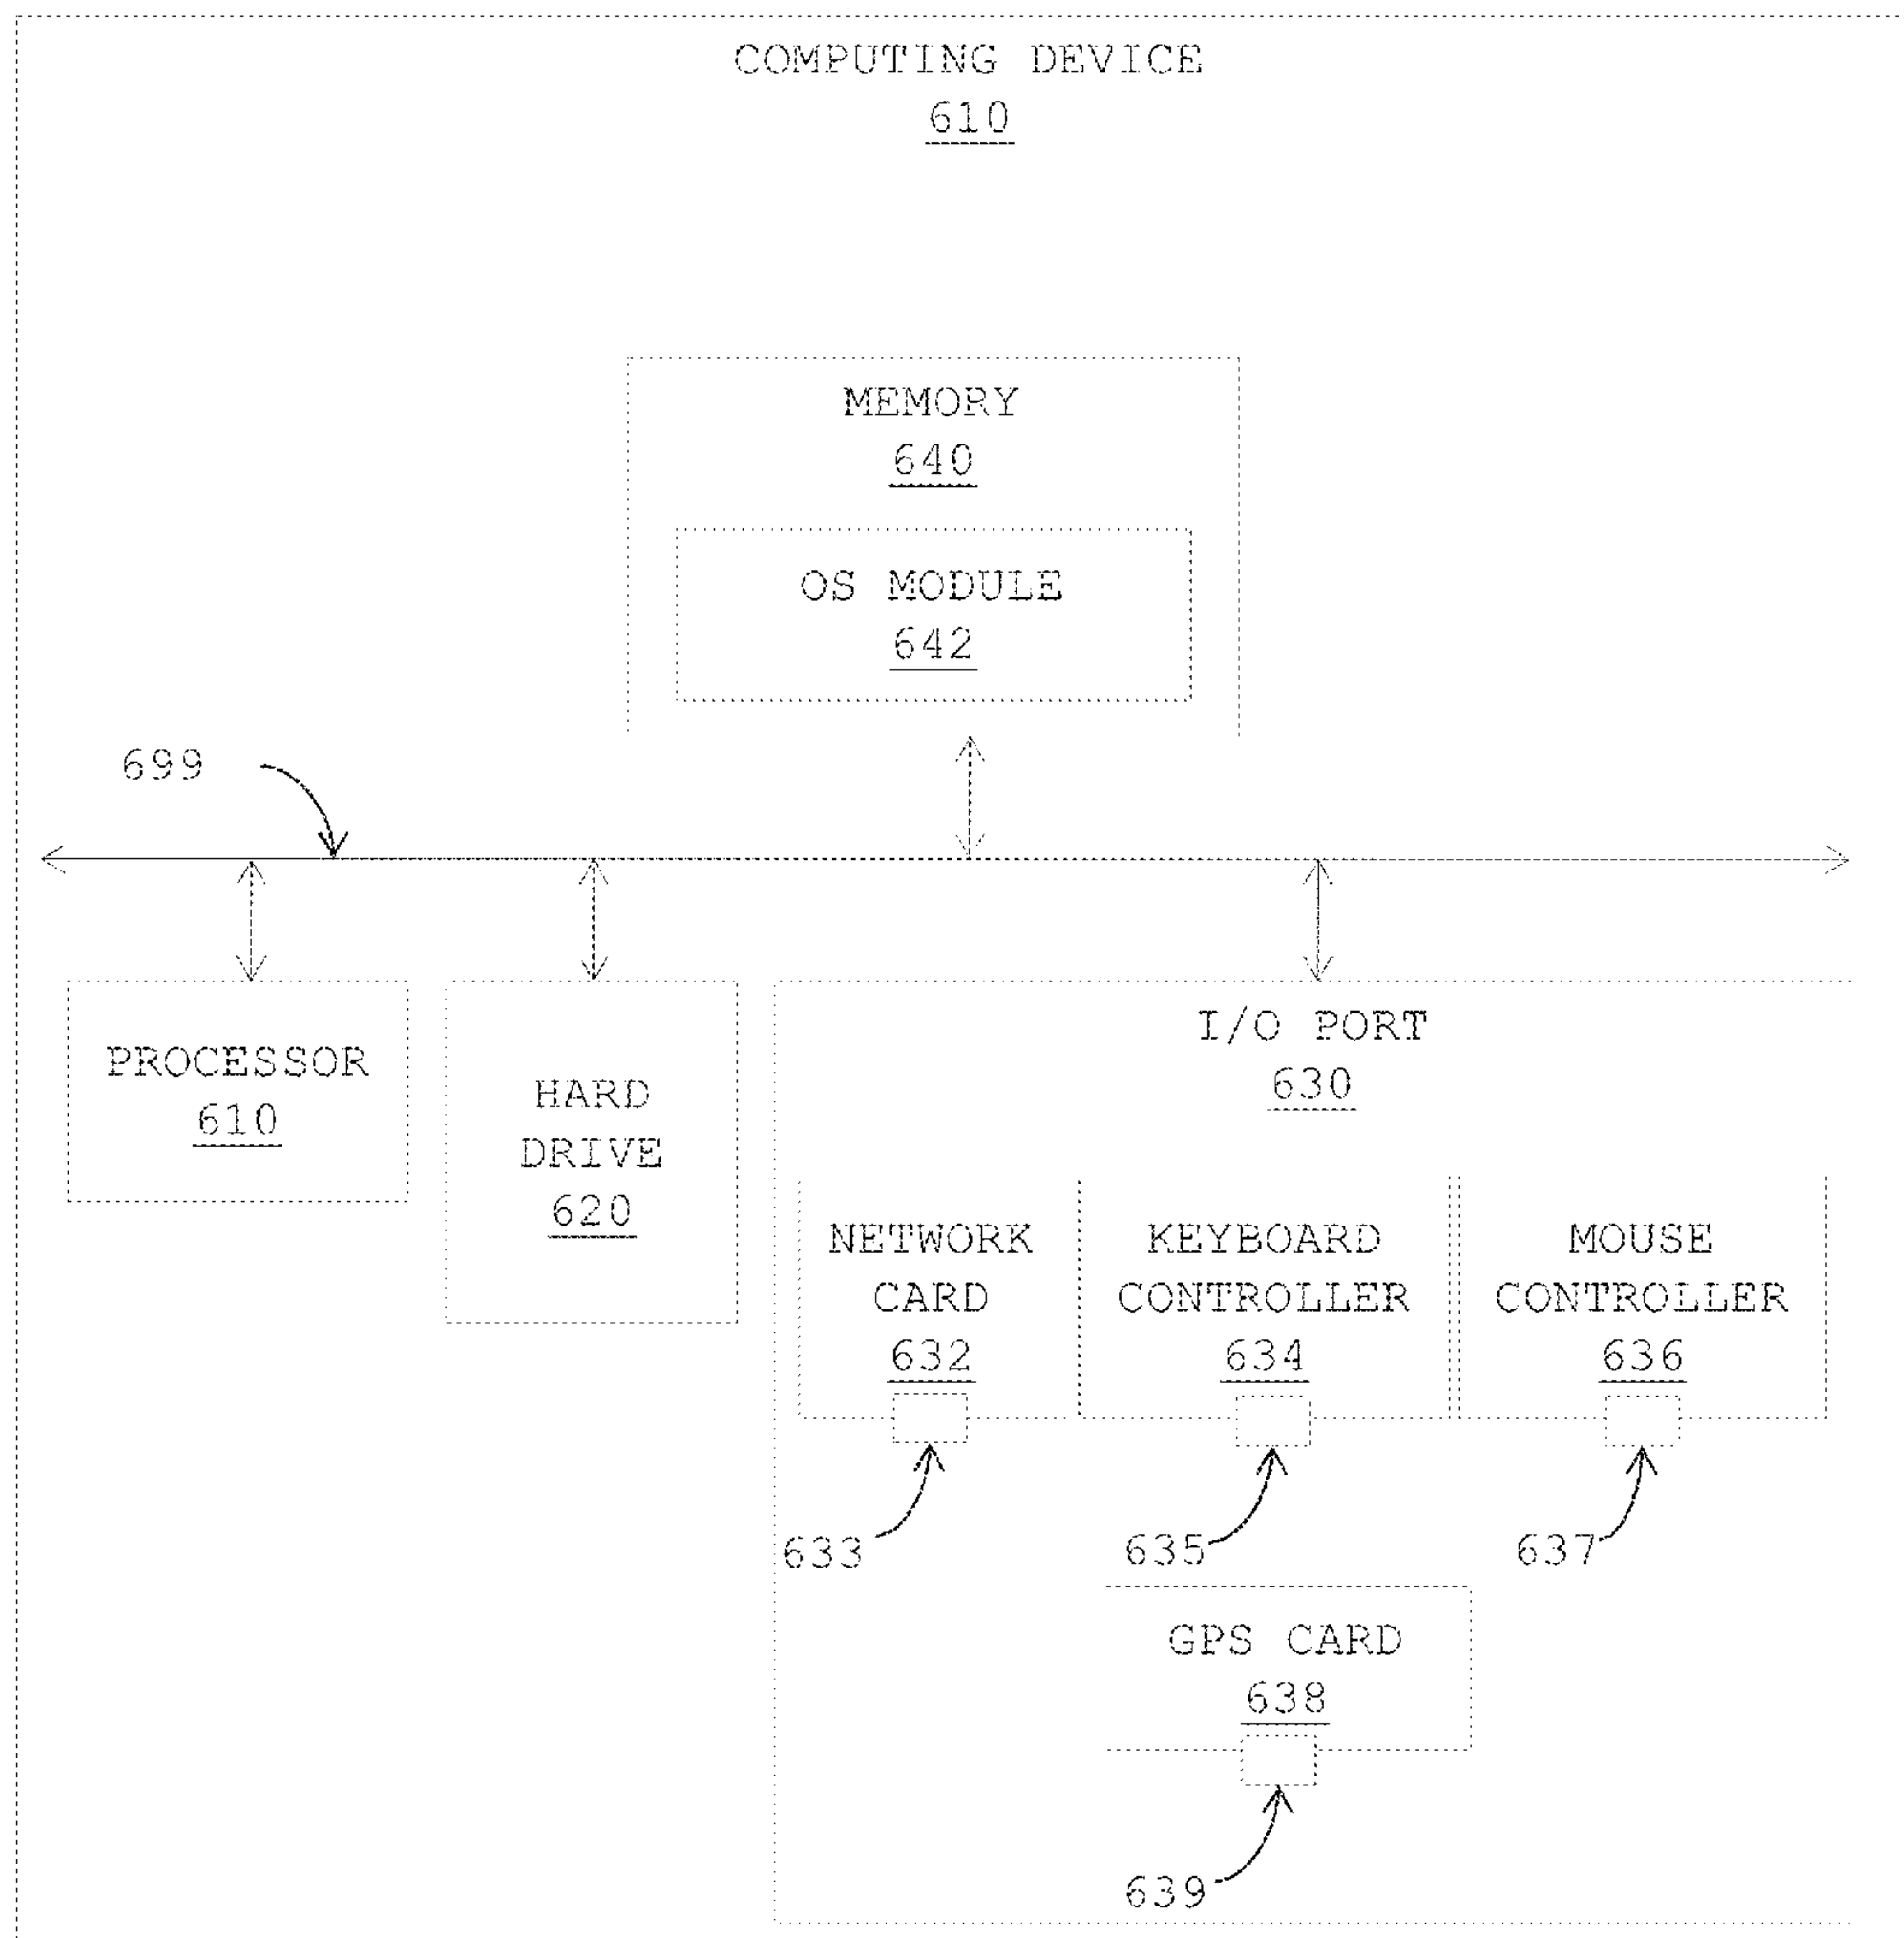 COMPUTING DEVICE
610
MEMORY
640
OS MODULE
642
699
PROCESSOR
610
HARD
DRIVE
620
I/O PORT
630
NETWORK
CARD
632
KEYBOARD
CONTROLLER
634
MOUSE
CONTROLLER
636
633
635
637
GPS CARD
638
639